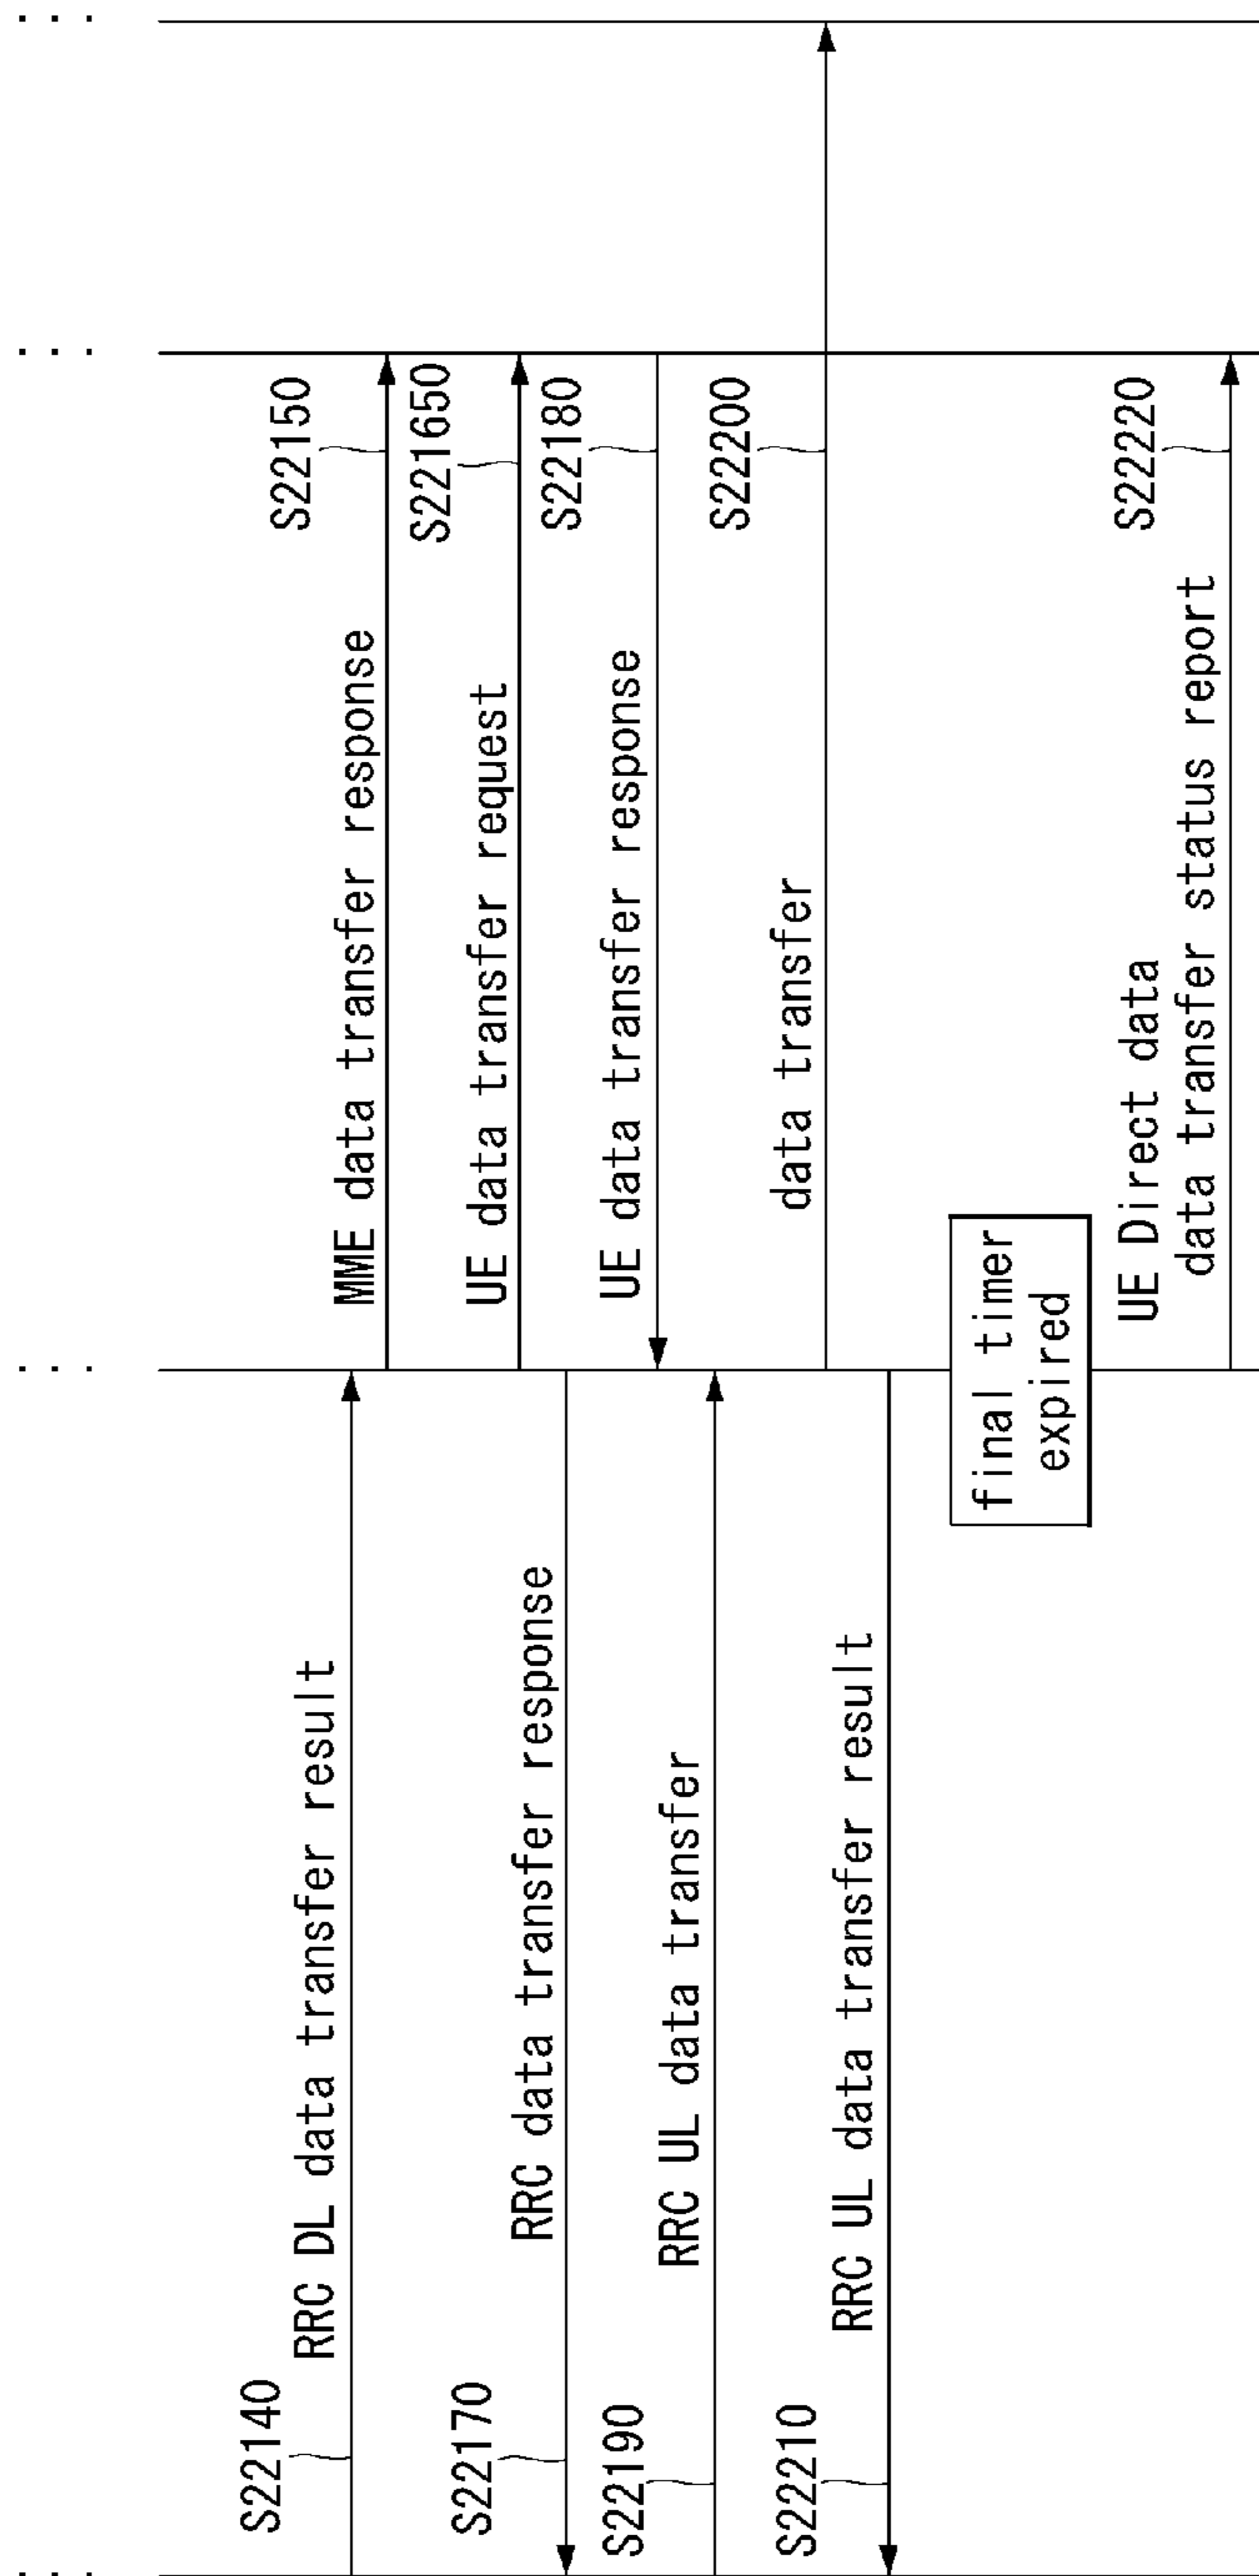 ...
...
...
...
S22140
RRC DL data transfer result
MME data transfer response
S22150
UE data transfer request
S221650
S22170
RRC data transfer response
UE data transfer response
S22180
S22190
RRC UL data transfer
data transfer
S22200
S22210
RRC UL data transfer result
final timer
expired
UE Direct data
data transfer status report
S22220